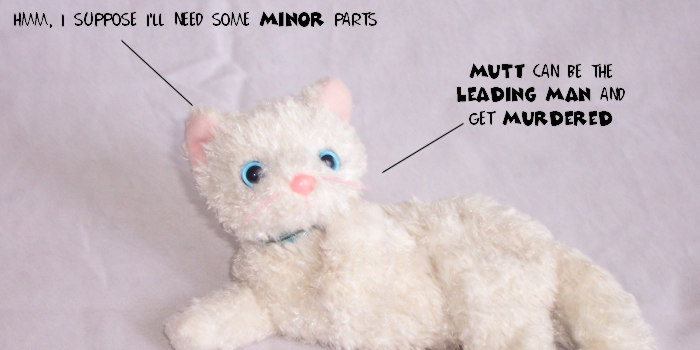 HMM, I SUPPOSE I'LL NEED SOME MINOR PARTS
MUTT CAN BE THE
LEADING MAN AND
GET MURDERED